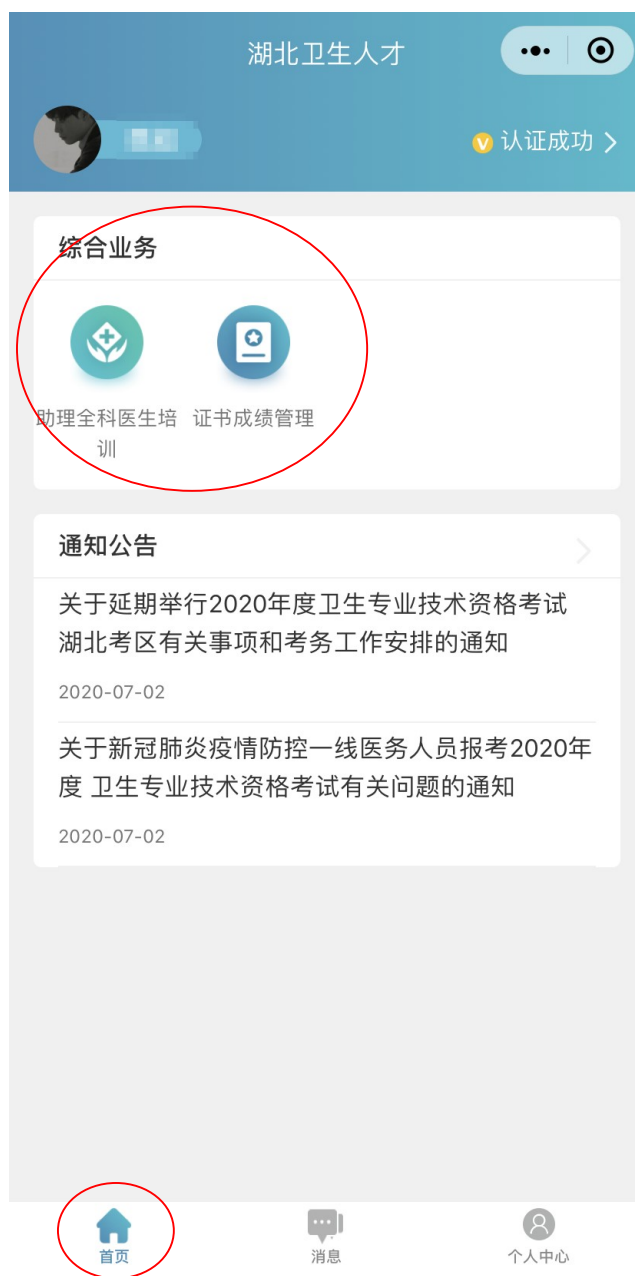 湖北卫生人才
认证成功
综合业务
助理全科医生培
训
证书成绩管理
通知公告
关于延期举行2020年度卫生专业技术资格考试
湖北考区有关事项和考务工作安排的通知
2020-07-02
关于新冠肺炎疫情防控一线医务人员报考2020年
度 卫生专业技术资格考试有关问题的通知
2020-07-02
首页
消息
个人中心